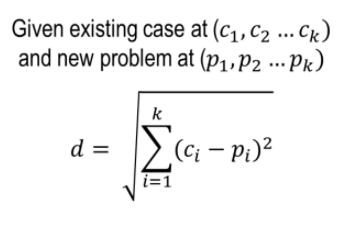 Given existing case at (c₁, c₂ ... cₖ)
and new problem at (p₁, p₂ ... pₖ)
d = √(∑ᵢ₌₁ᵏ (cᵢ − pᵢ)²)